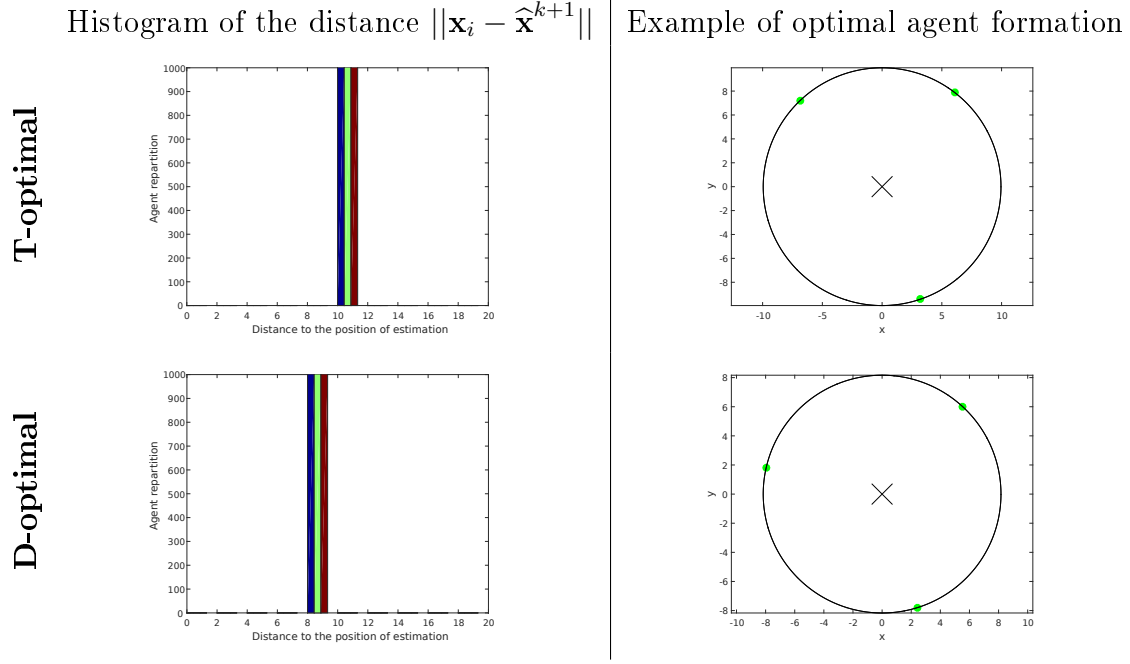 Histogram of the distance ||x_i − x̂^{k+1}||
Example of optimal agent formation
T-optimal
Agent repartition
1000
900
800
700
600
500
400
300
200
100
0
0 2 4 6 8 10 12 14 16 18 20
Distance to the position of estimation
y
8
6
4
2
0
-2
-4
-6
-8
-10 -5 0 5 10
x
D-optimal
Agent repartition
1000
900
800
700
600
500
400
300
200
100
0
0 2 4 6 8 10 12 14 16 18 20
Distance to the position of estimation
y
8
6
4
2
0
-2
-4
-6
-8
-10 -8 -6 -4 -2 0 2 4 6 8 10
x